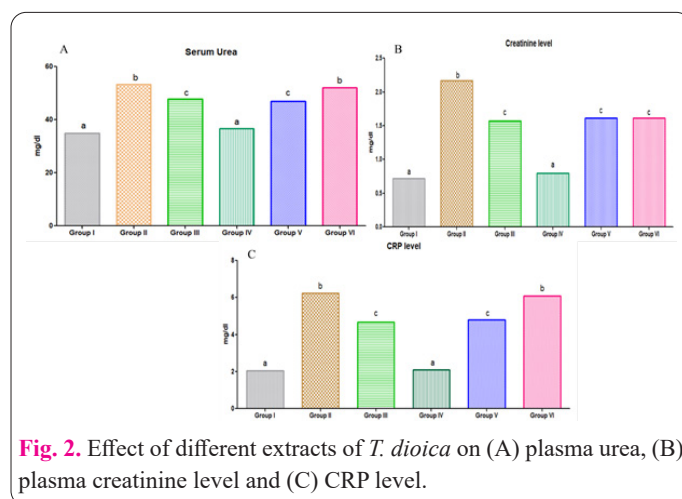 A
Serum Urea
60
40
20
0
mg/dl
a
b
c
a
c
b
Group I Group II Group III Group IV Group V Group VI
B
Creatinine level
2.5
2.0
1.5
1.0
0.5
0.0
mg/dl
a
b
c
a
c
c
Group I Group II Group III Group IV Group V Group VI
C
CRP level
8
6
4
2
0
mg/dl
a
b
c
a
c
b
Group I Group II Group III Group IV Group V Group VI
Fig. 2. Effect of different extracts of T. dioica on (A) plasma urea, (B)
plasma creatinine level and (C) CRP level.